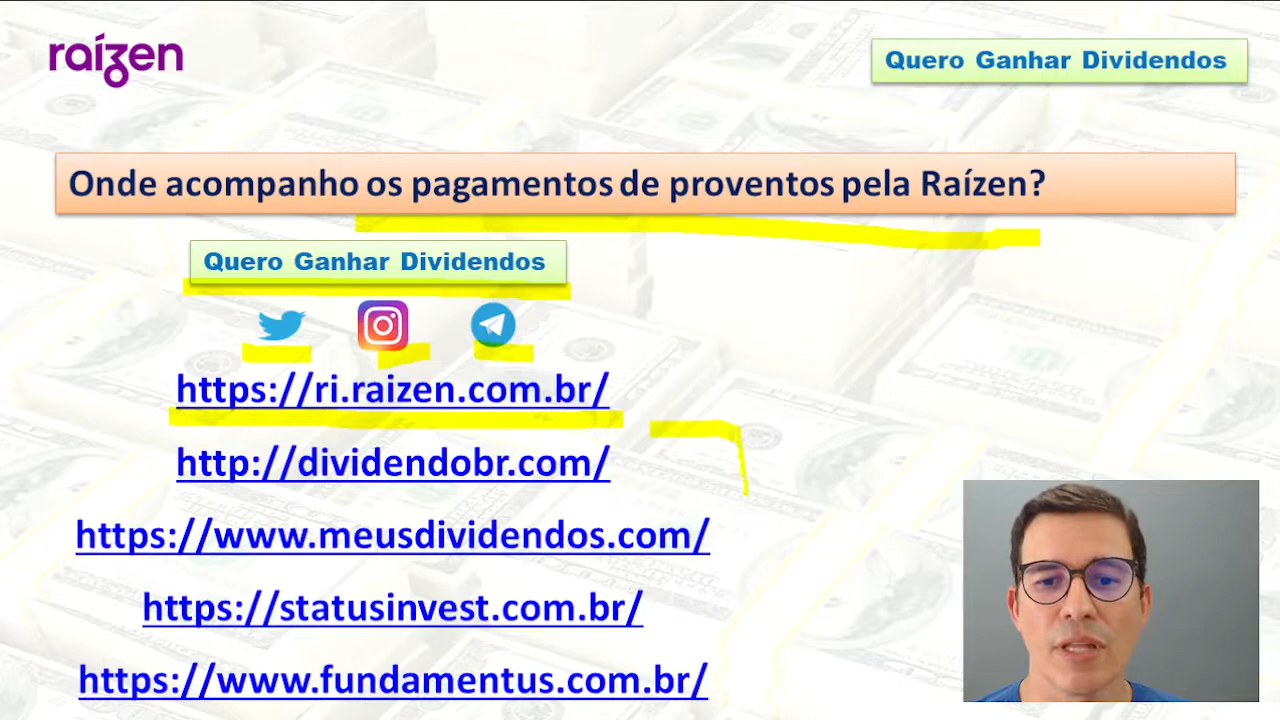 raízen
Quero Ganhar Dividendos
Onde acompanho os pagamentos de proventos pela Raízen?
Quero Ganhar Dividendos
https://ri.raizen.com.br/
http://dividendobr.com/
https://www.meusdividendos.com/
https://statusinvest.com.br/
https://www.fundamentus.com.br/